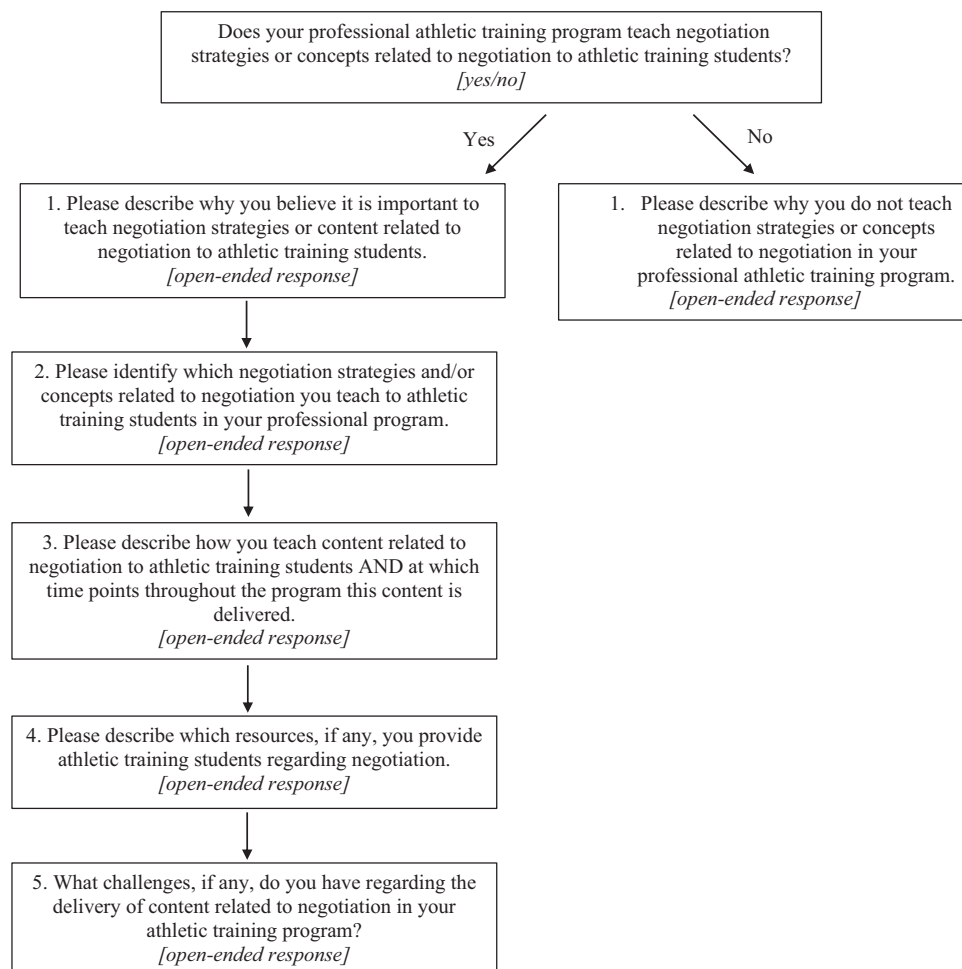 Does your professional athletic training program teach negotiation
strategies or concepts related to negotiation to athletic training students?
[yes/no]
Yes
No
1. Please describe why you believe it is important to
teach negotiation strategies or content related to
negotiation to athletic training students.
[open-ended response]
1. Please describe why you do not teach
negotiation strategies or concepts
related to negotiation in your
professional athletic training program.
[open-ended response]
2. Please identify which negotiation strategies and/or
concepts related to negotiation you teach to athletic
training students in your professional program.
[open-ended response]
3. Please describe how you teach content related to
negotiation to athletic training students AND at which
time points throughout the program this content is
delivered.
[open-ended response]
4. Please describe which resources, if any, you provide
athletic training students regarding negotiation.
[open-ended response]
5. What challenges, if any, do you have regarding the
delivery of content related to negotiation in your
athletic training program?
[open-ended response]